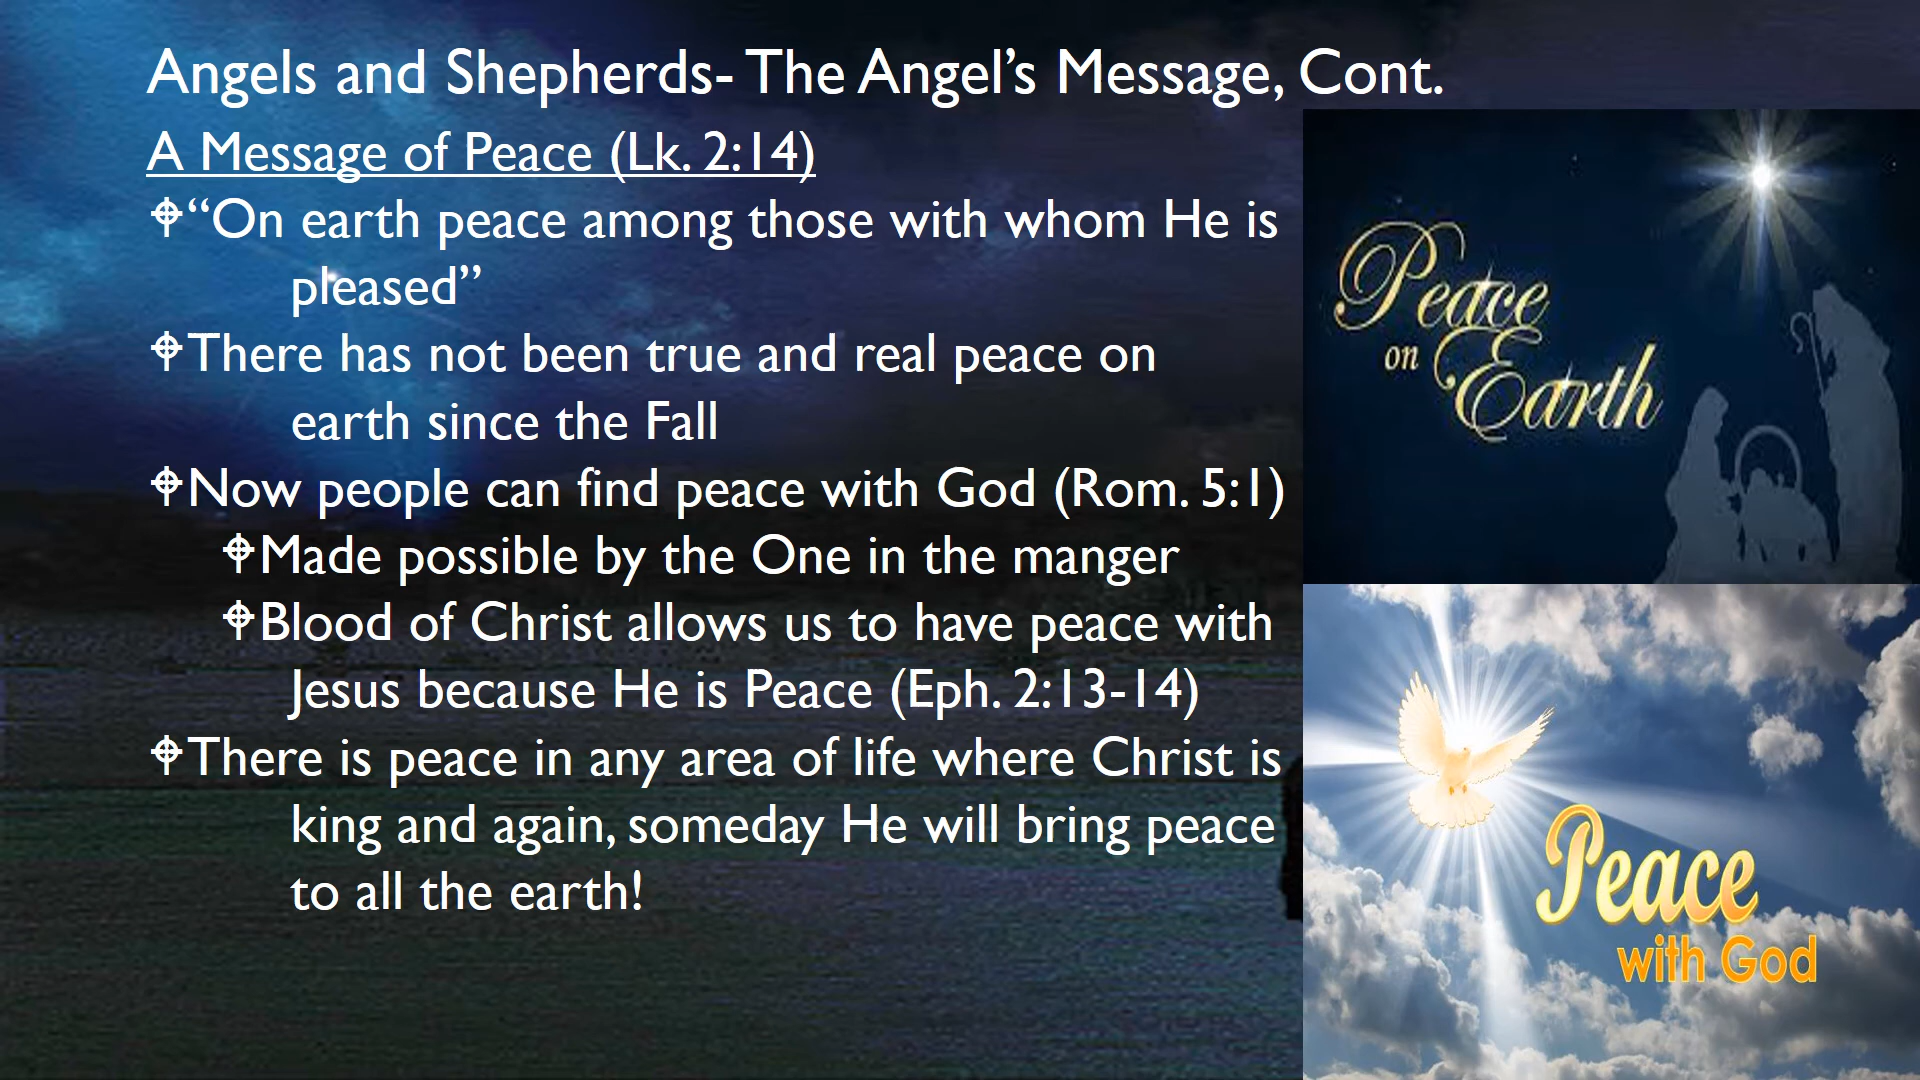 Angels and Shepherds- The Angel’s Message, Cont.
A Message of Peace (Lk. 2:14)
“On earth peace among those with whom He is
pleased”
There has not been true and real peace on
earth since the Fall
Now people can find peace with God (Rom. 5:1)
Made possible by the One in the manger
Blood of Christ allows us to have peace with
Jesus because He is Peace (Eph. 2:13-14)
There is peace in any area of life where Christ is
king and again, someday He will bring peace
to all the earth!
Peace
on
Earth
Peace
with God